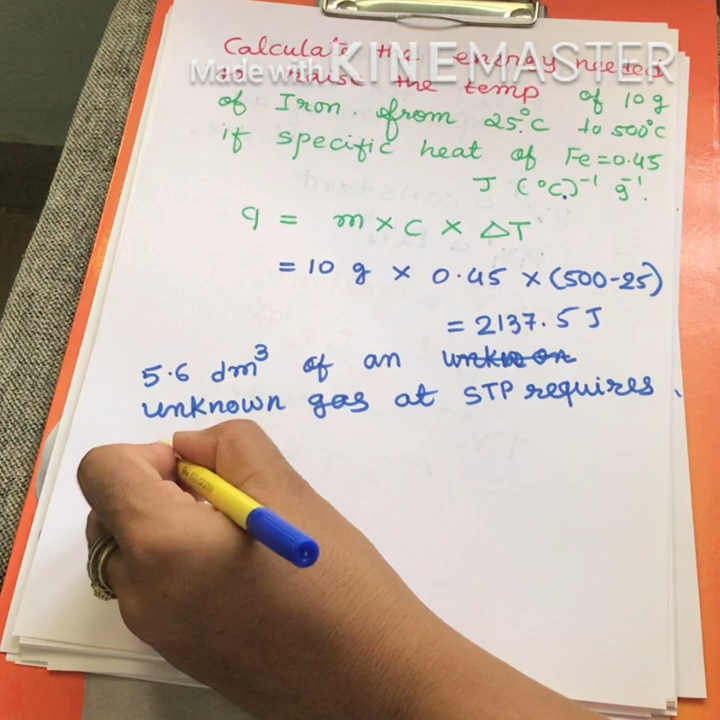 Calculate the energy needed
Made with KINEMASTER
to raise the temp of 10 g
of Iron from 25°C to 500°C
if specific heat of Fe = 0.45
J (°C)⁻¹ g⁻¹.
q = m × C × ΔT
= 10 g × 0.45 × (500-25)
= 2137.5 J
5.6 dm³ of an unknon
unknown gas at STP requires